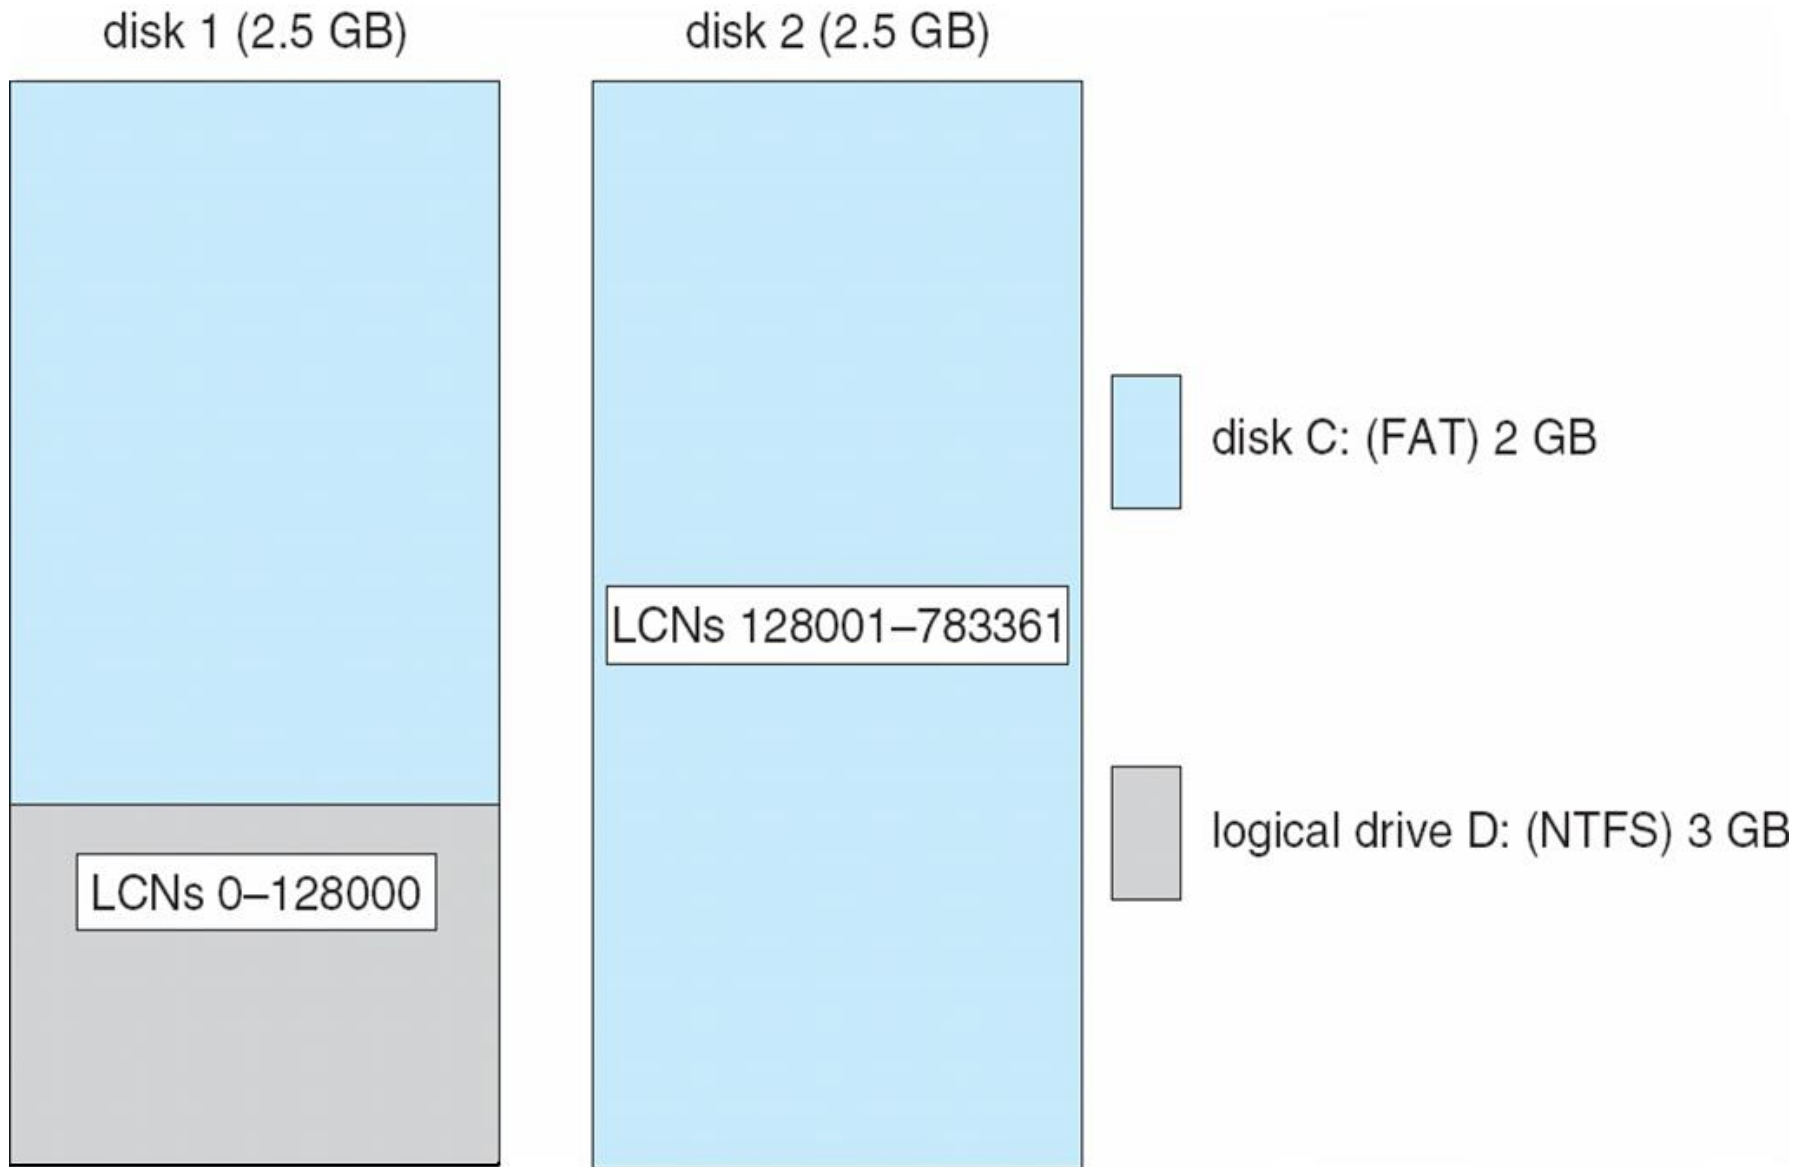 disk 1 (2.5 GB)
disk 2 (2.5 GB)
disk C: (FAT) 2 GB
LCNs 128001–783361
logical drive D: (NTFS) 3 GB
LCNs 0–128000